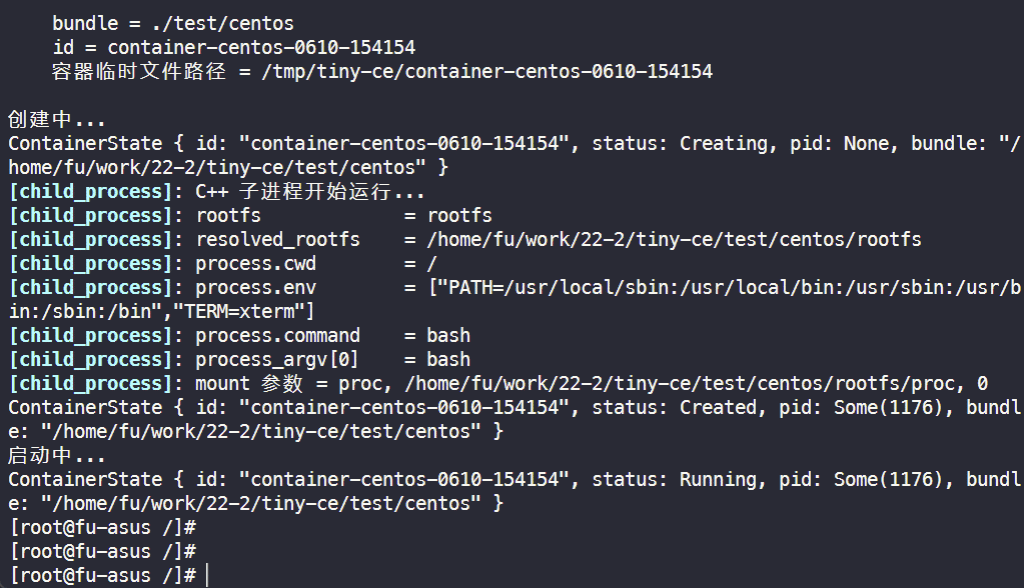 bundle = ./test/centos
id = container-centos-0610-154154
容器临时文件路径 = /tmp/tiny-ce/container-centos-0610-154154
创建中...
ContainerState { id: "container-centos-0610-154154", status: Creating, pid: None, bundle: "/
home/fu/work/22-2/tiny-ce/test/centos" }
[child_process]: C++ 子进程开始运行...
[child_process]: rootfs             = rootfs
[child_process]: resolved_rootfs    = /home/fu/work/22-2/tiny-ce/test/centos/rootfs
[child_process]: process.cwd        = /
[child_process]: process.env        = ["PATH=/usr/local/sbin:/usr/local/bin:/usr/sbin:/usr/b
in:/sbin:/bin","TERM=xterm"]
[child_process]: process.command    = bash
[child_process]: process_argv[0]    = bash
[child_process]: mount 参数 = proc, /home/fu/work/22-2/tiny-ce/test/centos/rootfs/proc, 0
ContainerState { id: "container-centos-0610-154154", status: Created, pid: Some(1176), bundl
e: "/home/fu/work/22-2/tiny-ce/test/centos" }
启动中...
ContainerState { id: "container-centos-0610-154154", status: Running, pid: Some(1176), bundl
e: "/home/fu/work/22-2/tiny-ce/test/centos" }
[root@fu-asus /]#
[root@fu-asus /]#
[root@fu-asus /]#